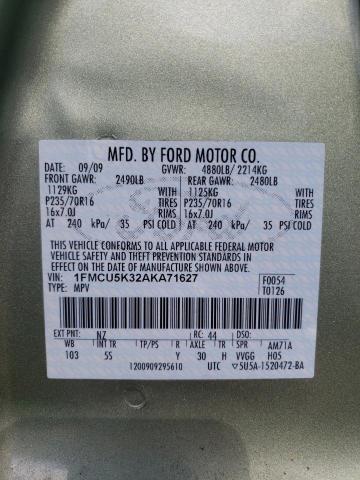 MFD. BY FORD MOTOR CO.
DATE: 09/09 GVWR: 4880LB/ 2214KG
FRONT GAWR: 2490LB REAR GAWR: 2480LB
1129KG WITH 1125KG WITH
P235/70R16 TIRES P235/70R16 TIRES
16x7.0J RIMS 16x7.0J RIMS
AT 240 kPa/ 35 PSI COLD AT 240 kPa/ 35 PSI COLD
THIS VEHICLE CONFORMS TO ALL APPLICABLE FEDERAL MOTOR
VEHICLE SAFETY AND THEFT PREVENTION STANDARDS IN
EFFECT ON THE DATE OF MANUFACTURE SHOWN ABOVE.
VIN: 1FMCU5K32AKA71627 F0054
TYPE: MPV T0126
EXT PNT: N7 RC: 44 DSO:
WB INT TR TP/PS R AXLE TR SPR AM71A
103 5S Y 30 H VVGG H05
1200909295610 UTC ▽5U5A-1520472-BA